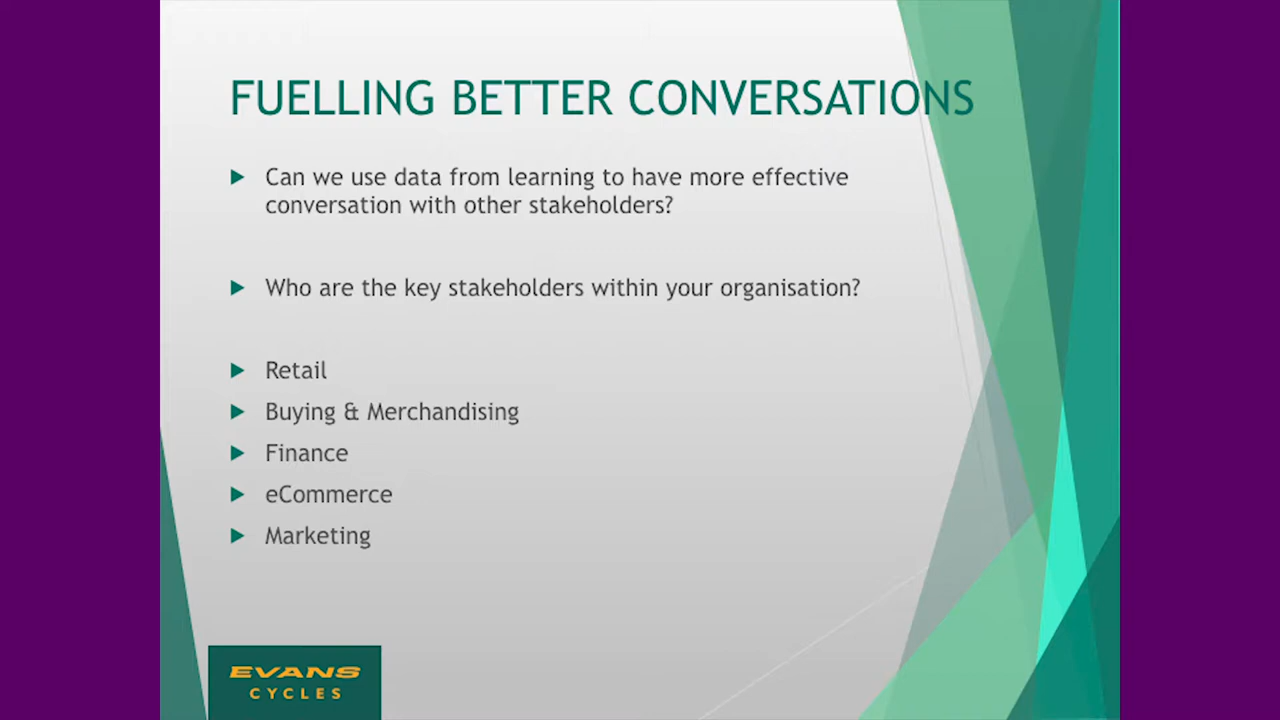 FUELLING BETTER CONVERSATIONS
Can we use data from learning to have more effective
conversation with other stakeholders?
Who are the key stakeholders within your organisation?
Retail
Buying & Merchandising
Finance
eCommerce
Marketing
EVANS
CYCLES